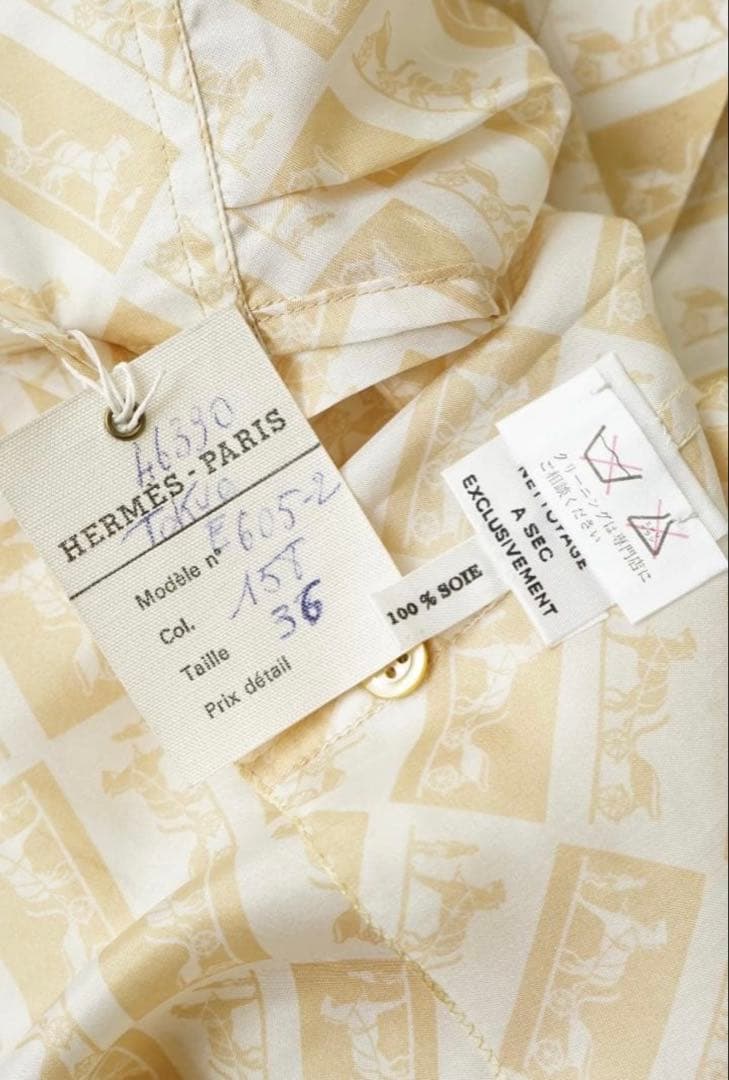 46390
HERMÈS-PARIS
Tokyo
Modèle n° E605-2
Col. 15T
Taille 36
Prix détail
100 % SOIE
NETTOYAGE
A SEC
EXCLUSIVEMENT
クリーニングは専門店に
ご相談ください